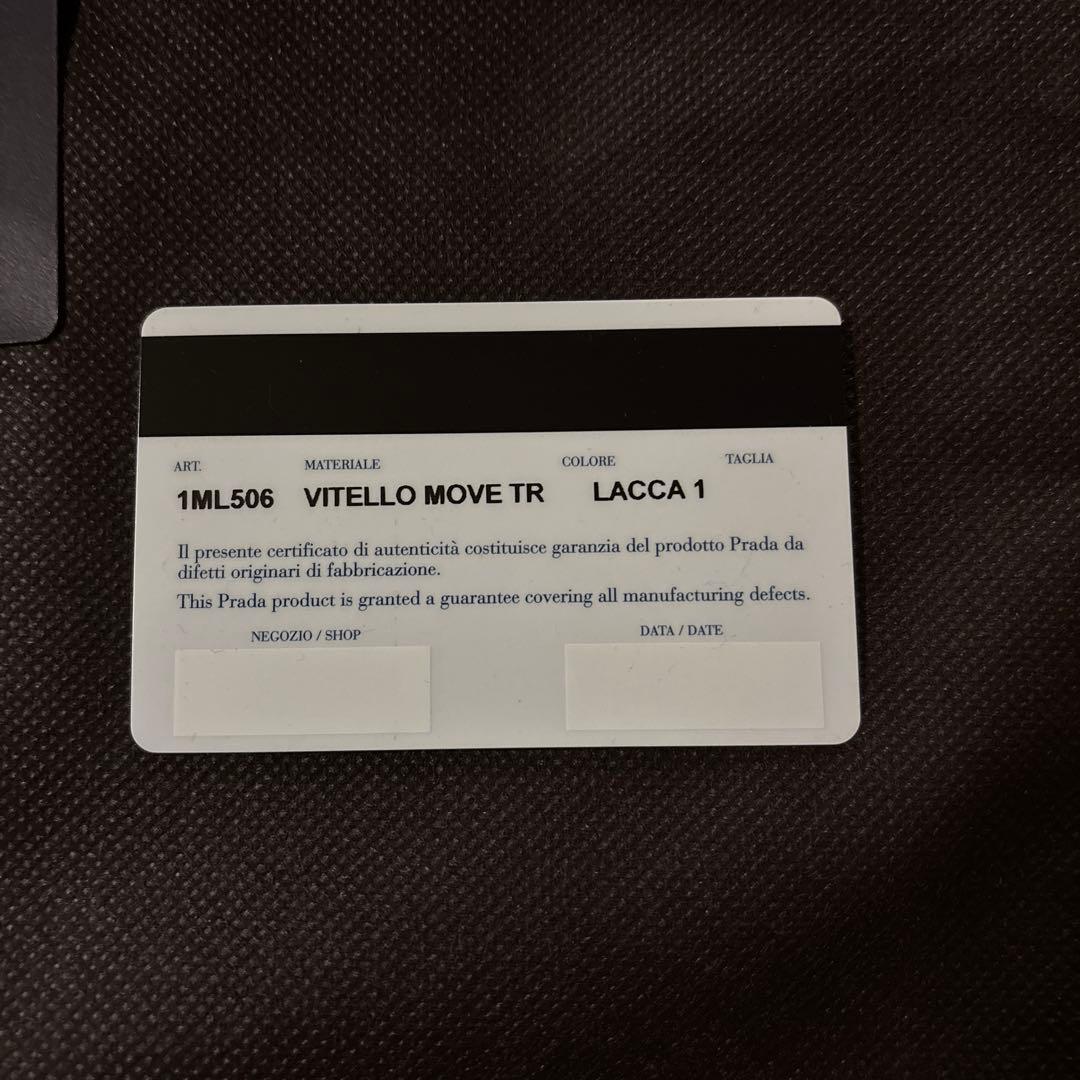 ART. MATERIALE COLORE TAGLIA
1ML506 VITELLO MOVE TR LACCA 1
Il presente certificato di autenticità costituisce garanzia del prodotto Prada da
difetti originari di fabbricazione.
This Prada product is granted a guarantee covering all manufacturing defects.
NEGOZIO / SHOP DATA / DATE